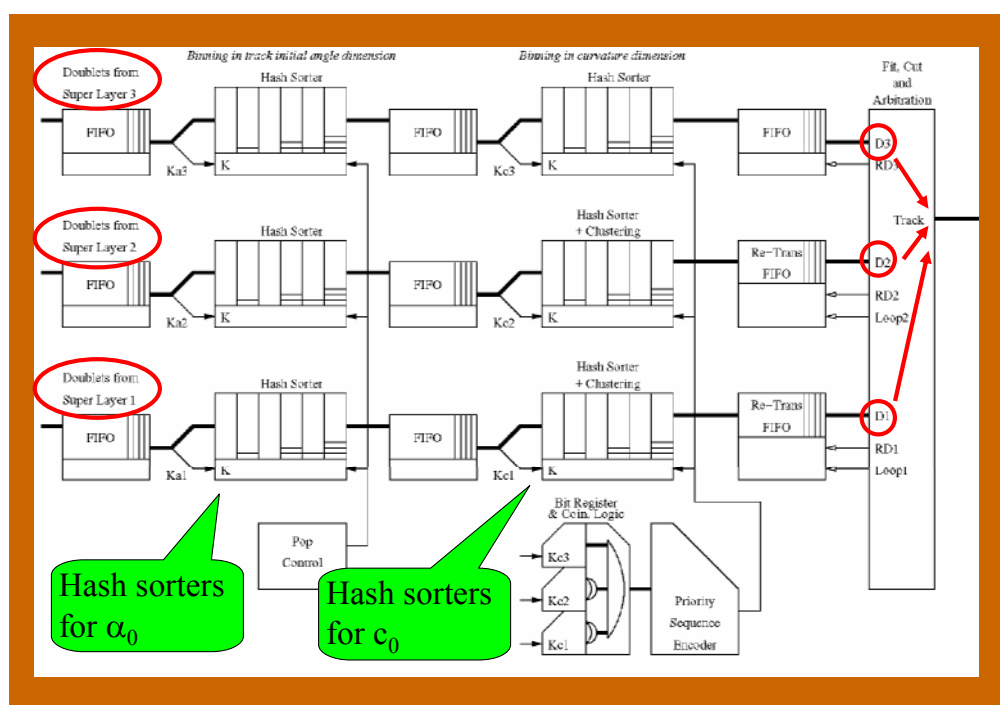 Binning in track initial angle dimension
Binning in curvature dimension
Doublets from
Super Layer 3
Hash Sorter
Hash Sorter
Fit, Cut
and
Arbitration
FIFO
FIFO
FIFO
D3
K
K
RD3
Ka3
Kc3
Doublets from
Super Layer 2
Hash Sorter
Hash Sorter
+ Clustering
Track
FIFO
FIFO
Re-Trans
FIFO
D2
RD2
K
K
Loop2
Ka2
Kc2
Doublets from
Super Layer 1
Hash Sorter
Hash Sorter
+ Clustering
FIFO
FIFO
Re-Trans
FIFO
D1
RD1
K
K
Loop1
Ka1
Kc1
Pop
Control
Bit Register
& Coin. Logic
Kc3
Kc2
Kc1
Priority
Sequence
Encoder
Hash sorters
for α₀
Hash sorters
for c₀